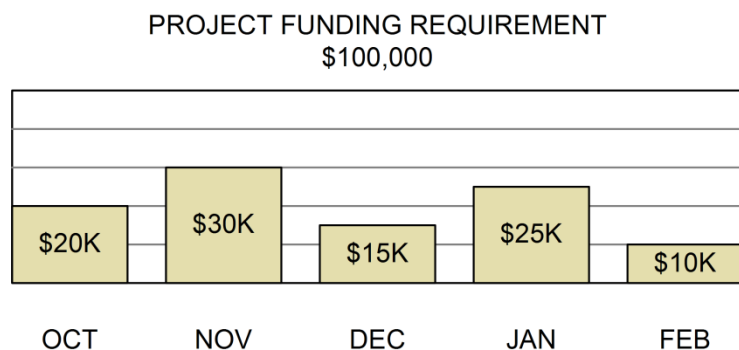 PROJECT FUNDING REQUIREMENT
$100,000
$20K
$30K
$15K
$25K
$10K
OCT
NOV
DEC
JAN
FEB